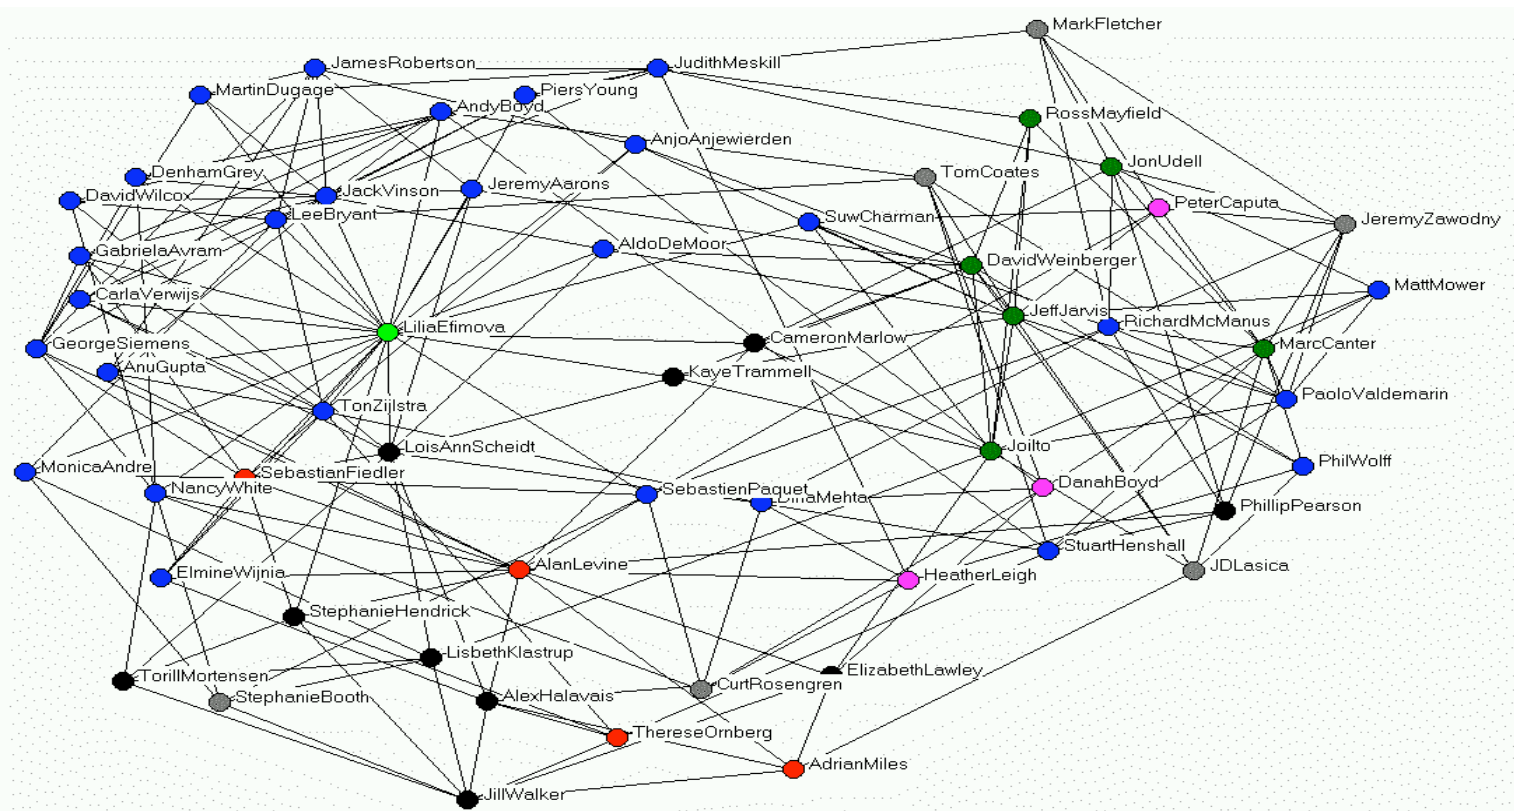 MarkFletcher
JamesRobertson
JudithMeskill
MartinDugage
PiersYoung
AndyBoyd
RossMayfield
AnjoAnjewierden
JonUdell
DenhamGrey
TomCoates
JackVinson
JeremyAarons
DavidWilcox
PeterCaputa
LeeBryant
SuwCharman
JeremyZawodny
AldoDeMoor
GabrielaAvram
DavidWeinberger
MattMower
CarlaVerwijs
JeffJarvis
RichardMcManus
LiliaEfimova
CameronMarlow
GeorgeSiemens
MarcCanter
AnuGupta
KayeTrammell
PaoloValdemarin
TonZijlstra
LoisAnnScheidt
JoiIto
MonicaAndre
SebastianFiedler
PhilWolff
NancyWhite
SebastienPaquet
DinaMehta
DanahBoyd
PhillipPearson
StuartHenshall
AlanLevine
JDLasica
ElmineWijnia
HeatherLeigh
StephanieHendrick
LisbethKlastrup
ElizabethLawley
TorillMortensen
CurtRosengren
StephanieBooth
AlexHalavais
ThereseOrnberg
AdrianMiles
JillWalker